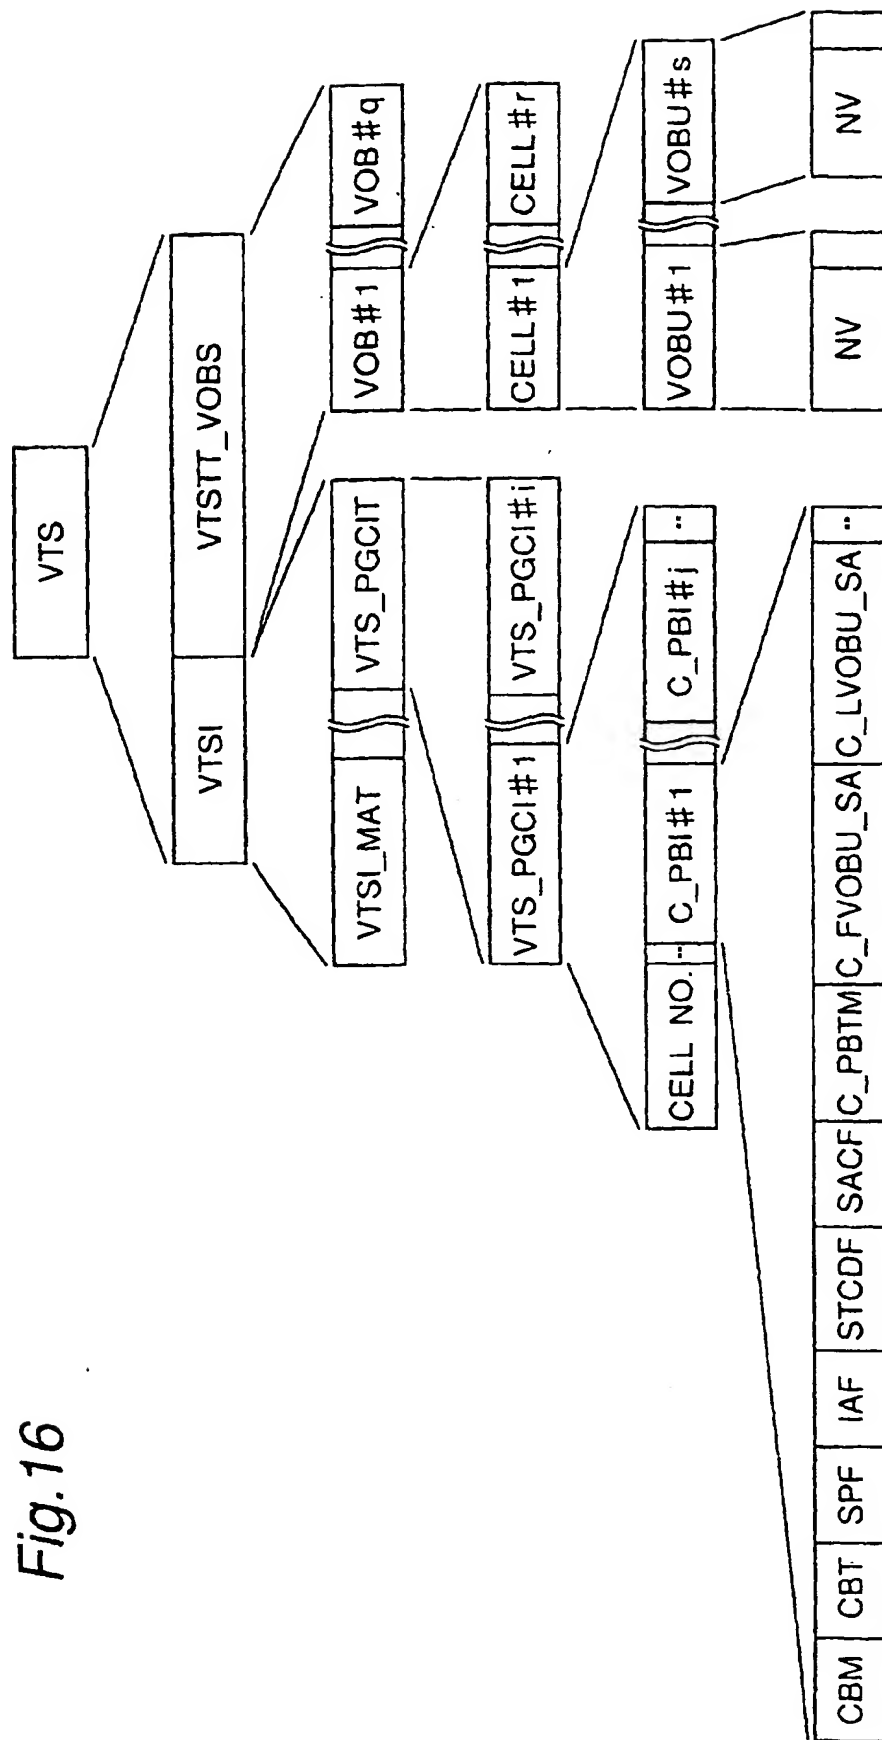 Fig.16
VTS
VTSI VTSTT_VOBS
VTSI_MAT VTS_PGCIT VOB#1 VOB#q
VTS_PGCI#1 VTS_PGCI#i CELL#1 CELL#r
CELL NO. -- C_PBI#1 C_PBI#j -- VOBU#1 VOBU#s
CBM CBT SPF IAF STCDF SACF C_PBTM C_FVOBU_SA C_LVOBU_SA -- NV NV